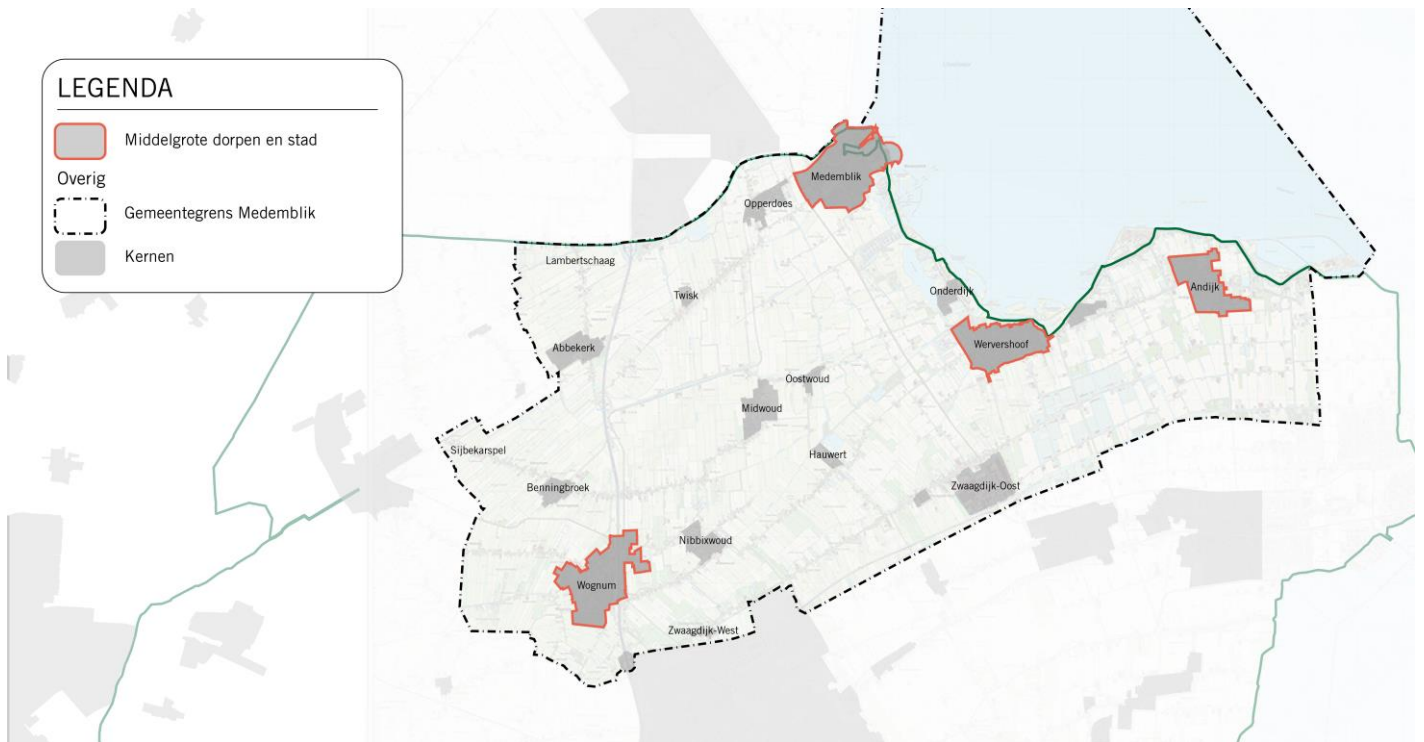 LEGENDA
Middelgrote dorpen en stad
Overig
Gemeentegrens Medemblik
Kernen
Medemblik
Opperdoes
Lambertschaag
Twisk
Onderdijk
Andijk
Wervershoof
Abbekerk
Oostwoud
Midwoud
Sijbekarspel
Hauwert
Benningbroek
Zwaagdijk-Oost
Nibbixwoud
Wognum
Zwaagdijk-West